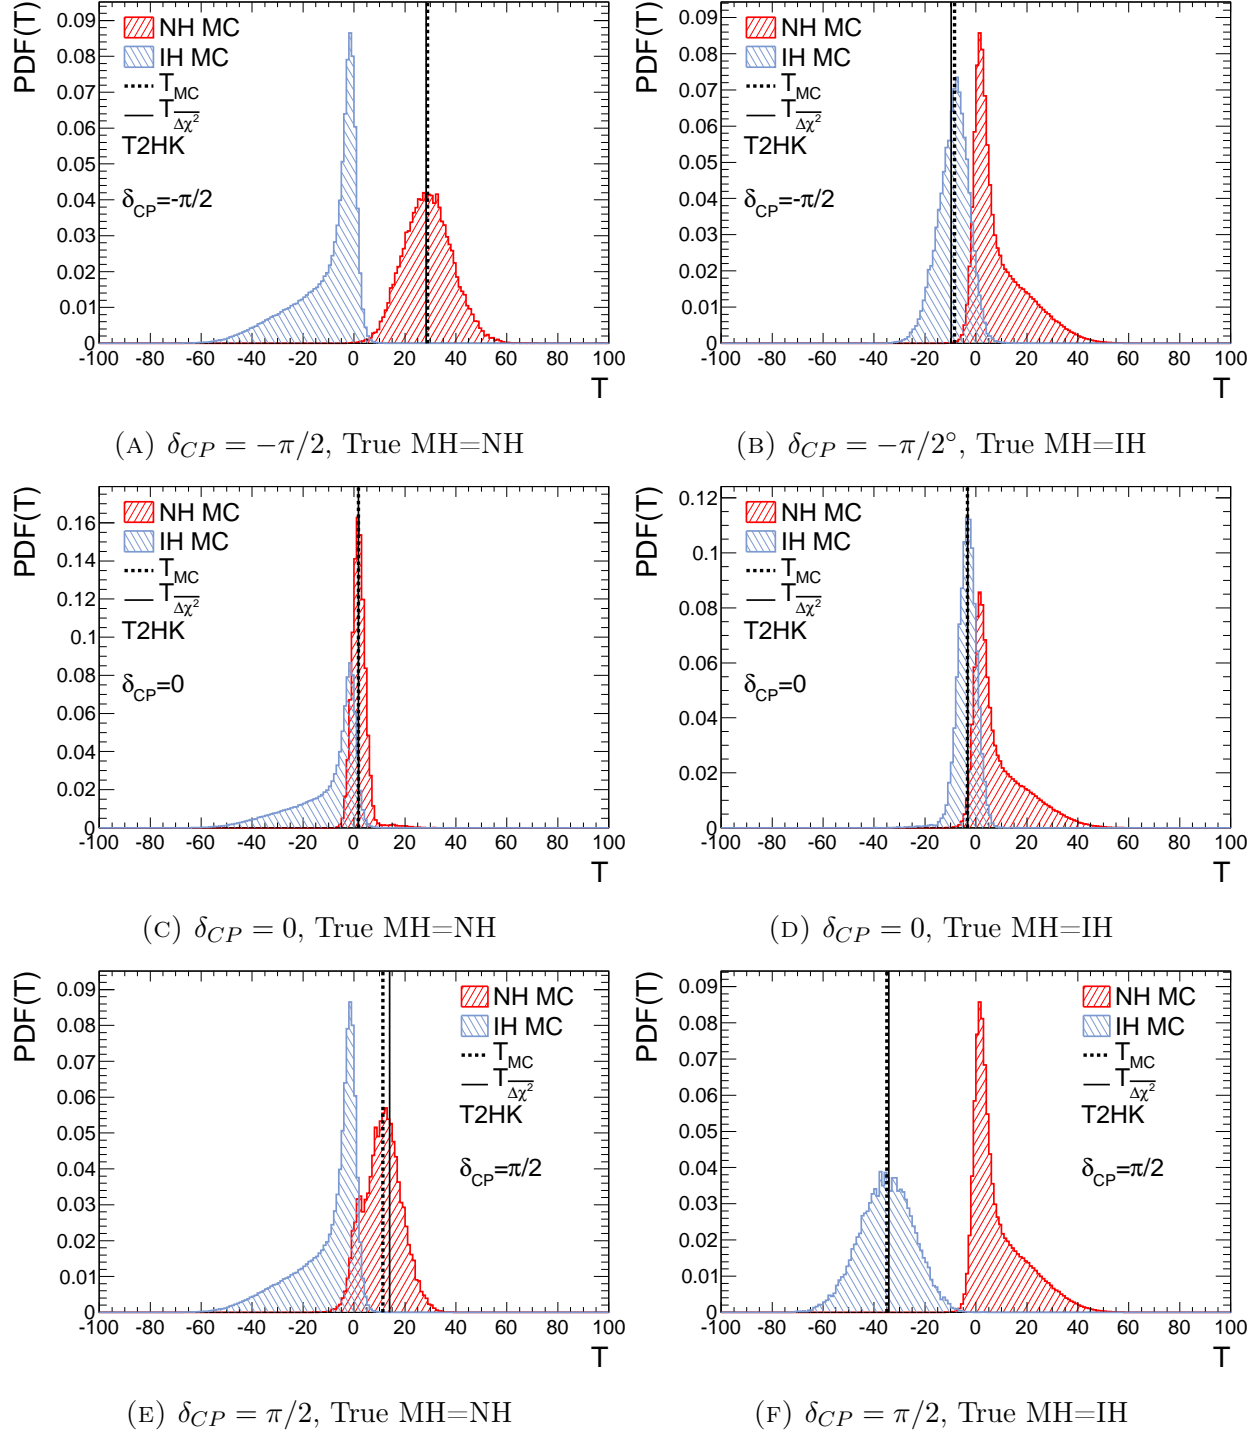 PDF(T)
0.09
0.08
0.07
0.06
0.05
0.04
0.03
0.02
0.01
0
NH MC
IH MC
T_MC
T_Δχ²
T2HK
δ_CP=-π/2
-100 -80 -60 -40 -20 0 20 40 60 80 100
T
(A) δ_CP = −π/2, True MH=NH
PDF(T)
0.09
0.08
0.07
0.06
0.05
0.04
0.03
0.02
0.01
0
NH MC
IH MC
T_MC
T_Δχ²
T2HK
δ_CP=-π/2
-100 -80 -60 -40 -20 0 20 40 60 80 100
T
(B) δ_CP = −π/2°, True MH=IH
PDF(T)
0.16
0.14
0.12
0.1
0.08
0.06
0.04
0.02
0
NH MC
IH MC
T_MC
T_Δχ²
T2HK
δ_CP=0
-100 -80 -60 -40 -20 0 20 40 60 80 100
T
(C) δ_CP = 0, True MH=NH
PDF(T)
0.12
0.1
0.08
0.06
0.04
0.02
0
NH MC
IH MC
T_MC
T_Δχ²
T2HK
δ_CP=0
-100 -80 -60 -40 -20 0 20 40 60 80 100
T
(D) δ_CP = 0, True MH=IH
PDF(T)
0.09
0.08
0.07
0.06
0.05
0.04
0.03
0.02
0.01
0
NH MC
IH MC
T_MC
T_Δχ²
T2HK
δ_CP=π/2
-100 -80 -60 -40 -20 0 20 40 60 80 100
T
(E) δ_CP = π/2, True MH=NH
PDF(T)
0.09
0.08
0.07
0.06
0.05
0.04
0.03
0.02
0.01
0
NH MC
IH MC
T_MC
T_Δχ²
T2HK
δ_CP=π/2
-100 -80 -60 -40 -20 0 20 40 60 80 100
T
(F) δ_CP = π/2, True MH=IH